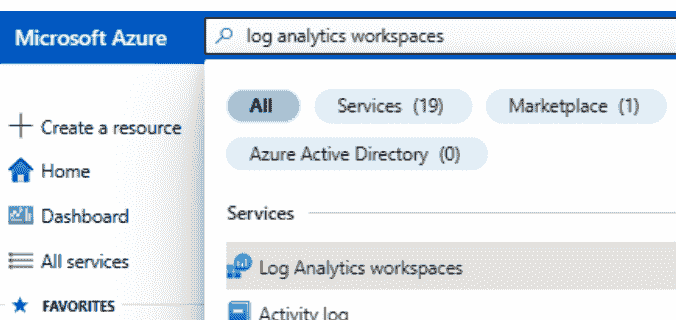 Microsoft Azure
log analytics workspaces
All Services (19) Marketplace (1)
Azure Active Directory (0)
Create a resource
Home
Dashboard
All services
FAVORITES
Services
Log Analytics workspaces
Activity log